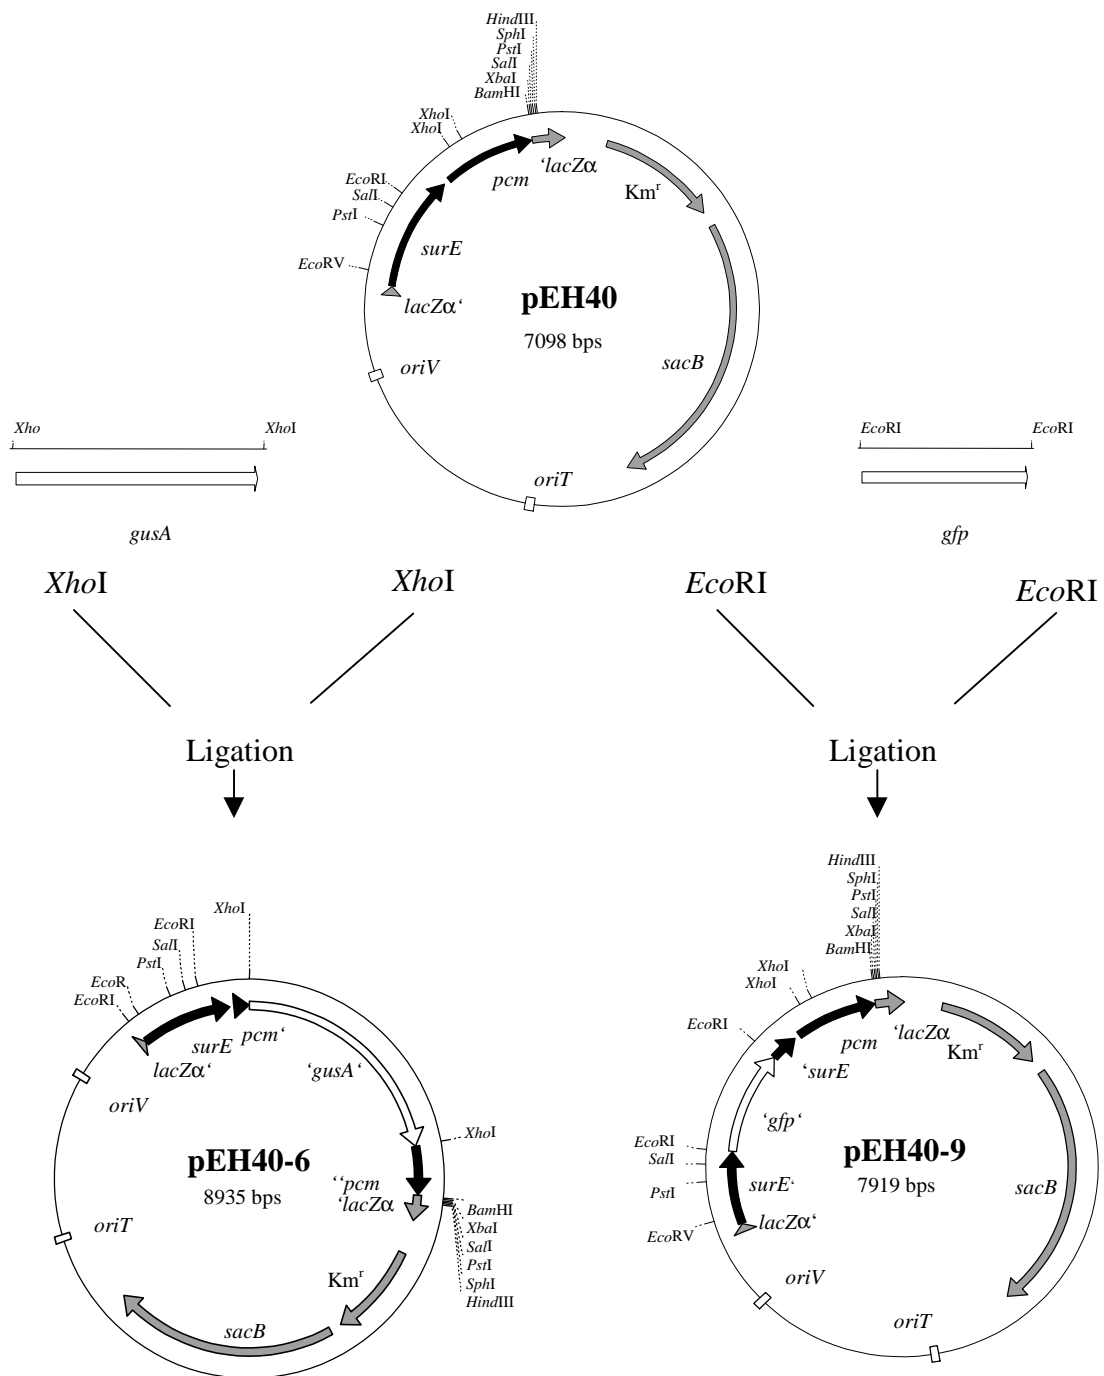 HindIII
SphI
PstI
SalI
XbaI
BamHI
XhoI
XhoI
EcoRI
SalI
PstI
EcoRV
pcm
‘lacZα
Kmr
surE
lacZα‘
pEH40
7098 bps
sacB
oriV
oriT
Xho
XhoI
gusA
EcoRI
EcoRI
gfp
XhoI
XhoI
EcoRI
EcoRI
Ligation
Ligation
XhoI
EcoRI
SalI
PstI
EcoR
EcoRI
surE
pcm‘
lacZα‘
‘gusA‘
oriV
XhoI
pEH40-6
8935 bps
‘‘pcm
‘lacZα
oriT
BamHI
XbaI
SalI
PstI
SphI
HindIII
Kmr
sacB
HindIII
SphI
PstI
SalI
XbaI
BamHI
XhoI
XhoI
EcoRI
pcm
‘lacZα
Kmr
‘surE
‘gfp‘
EcoRI
SalI
PstI
EcoRV
pEH40-9
7919 bps
surE‘
lacZα‘
sacB
oriV
oriT